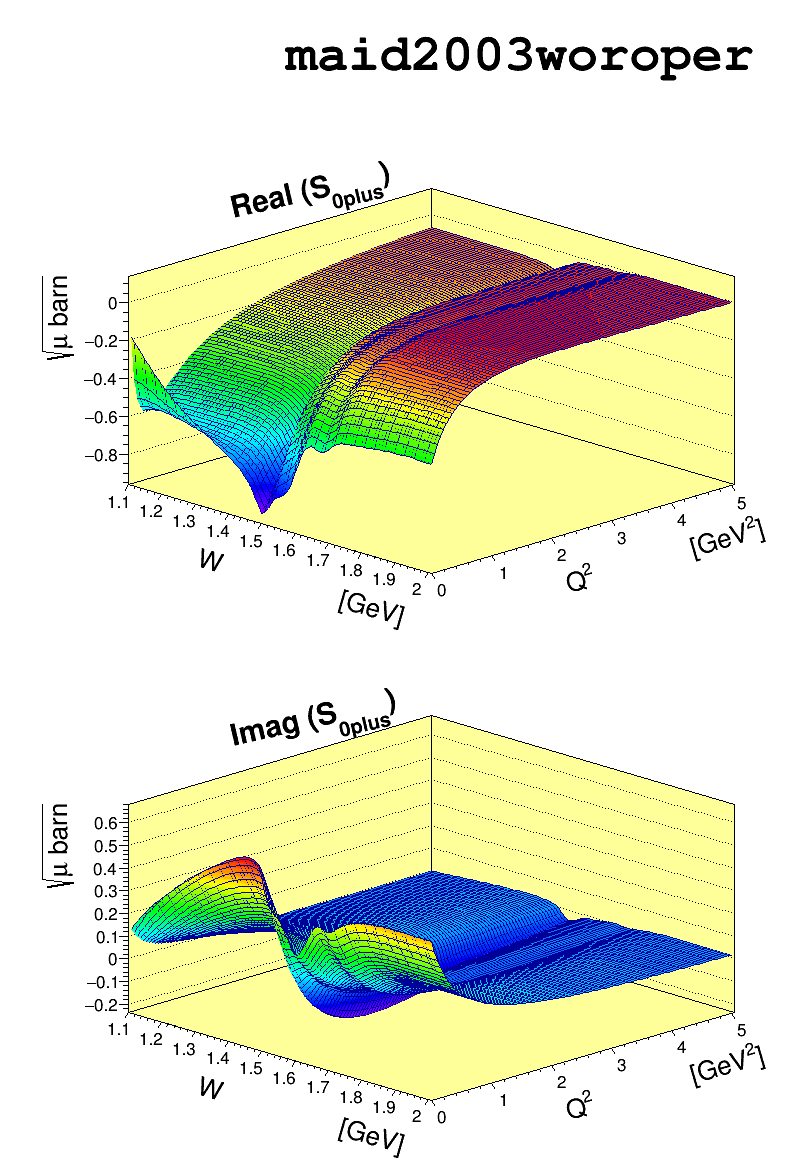 maid2003woroper
Real (S0plus)
√μ barn
0
−0.2
−0.4
−0.6
−0.8
1.1 1.2 1.3 1.4 1.5 1.6 1.7 1.8 1.9 2
W
[GeV]
0 1 2 3 4 5
Q²
[GeV²]
Imag (S0plus)
√μ barn
0.6
0.5
0.4
0.3
0.2
0.1
0
−0.1
−0.2
1.1 1.2 1.3 1.4 1.5 1.6 1.7 1.8 1.9 2
W
[GeV]
0 1 2 3 4 5
Q²
[GeV²]